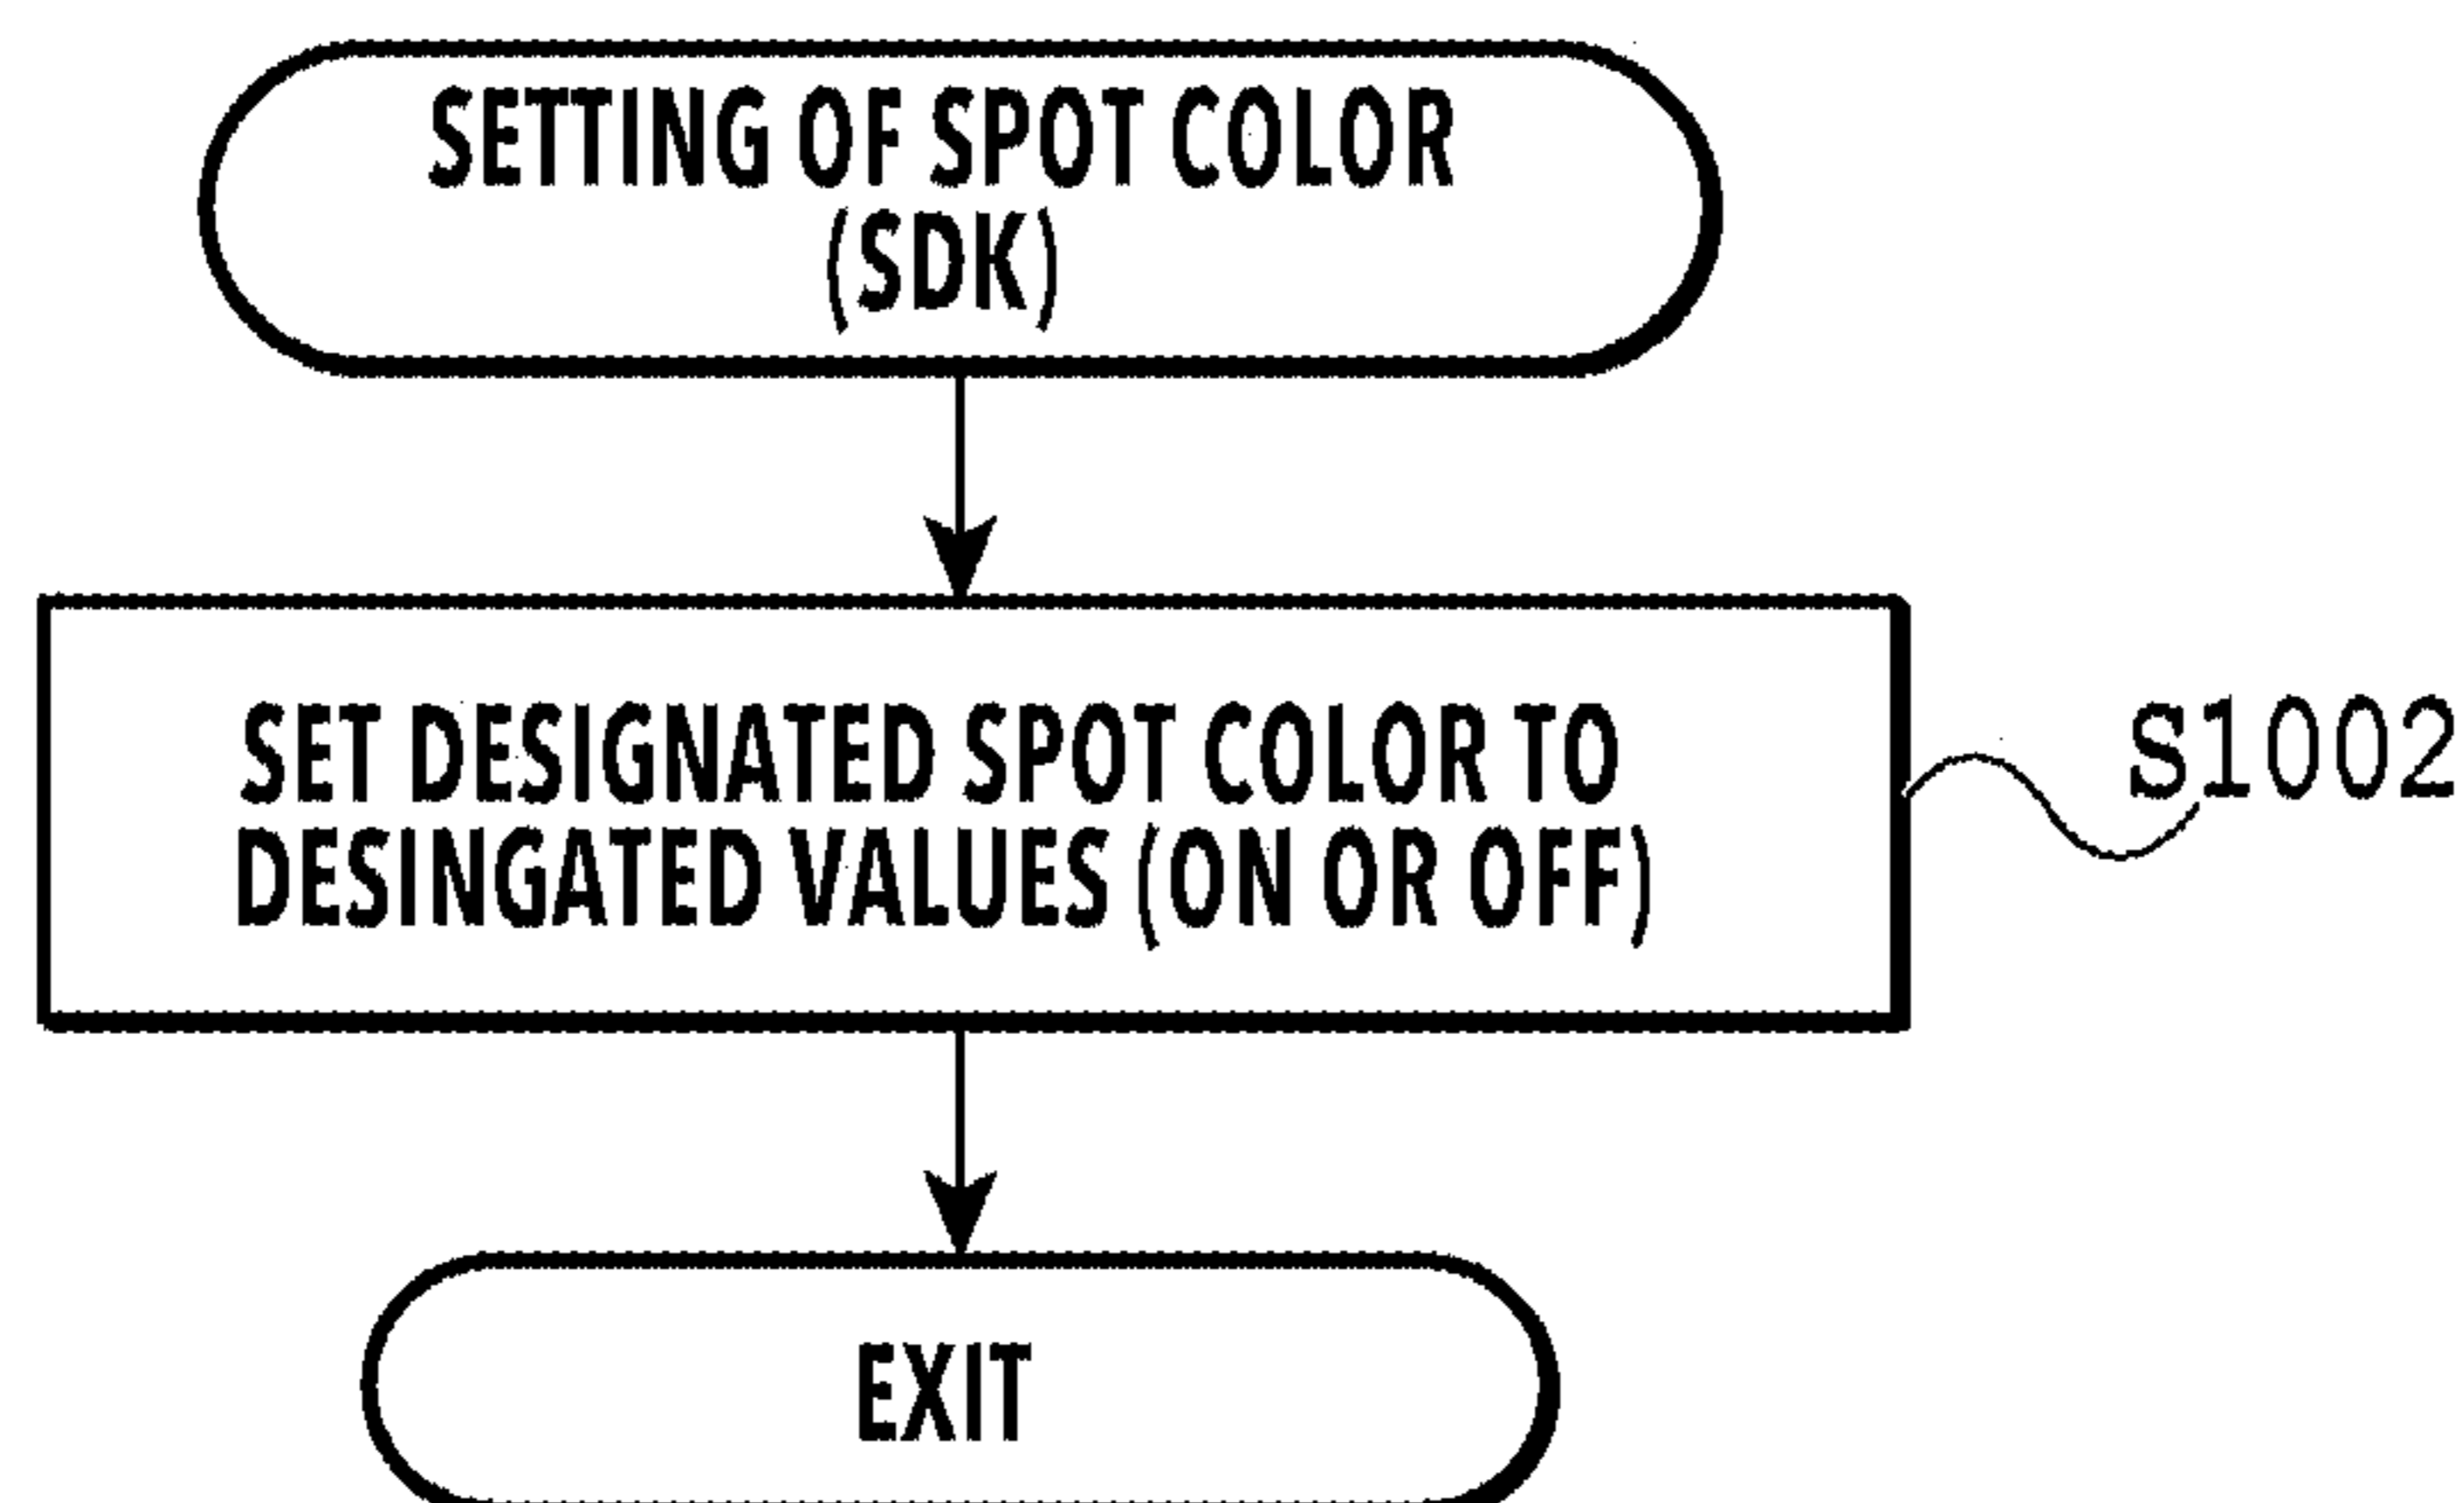 SETTING OF SPOT COLOR
(SDK)
SET DESIGNATED SPOT COLOR TO
DESINGATED VALUES (ON OR OFF)
S1002
EXIT